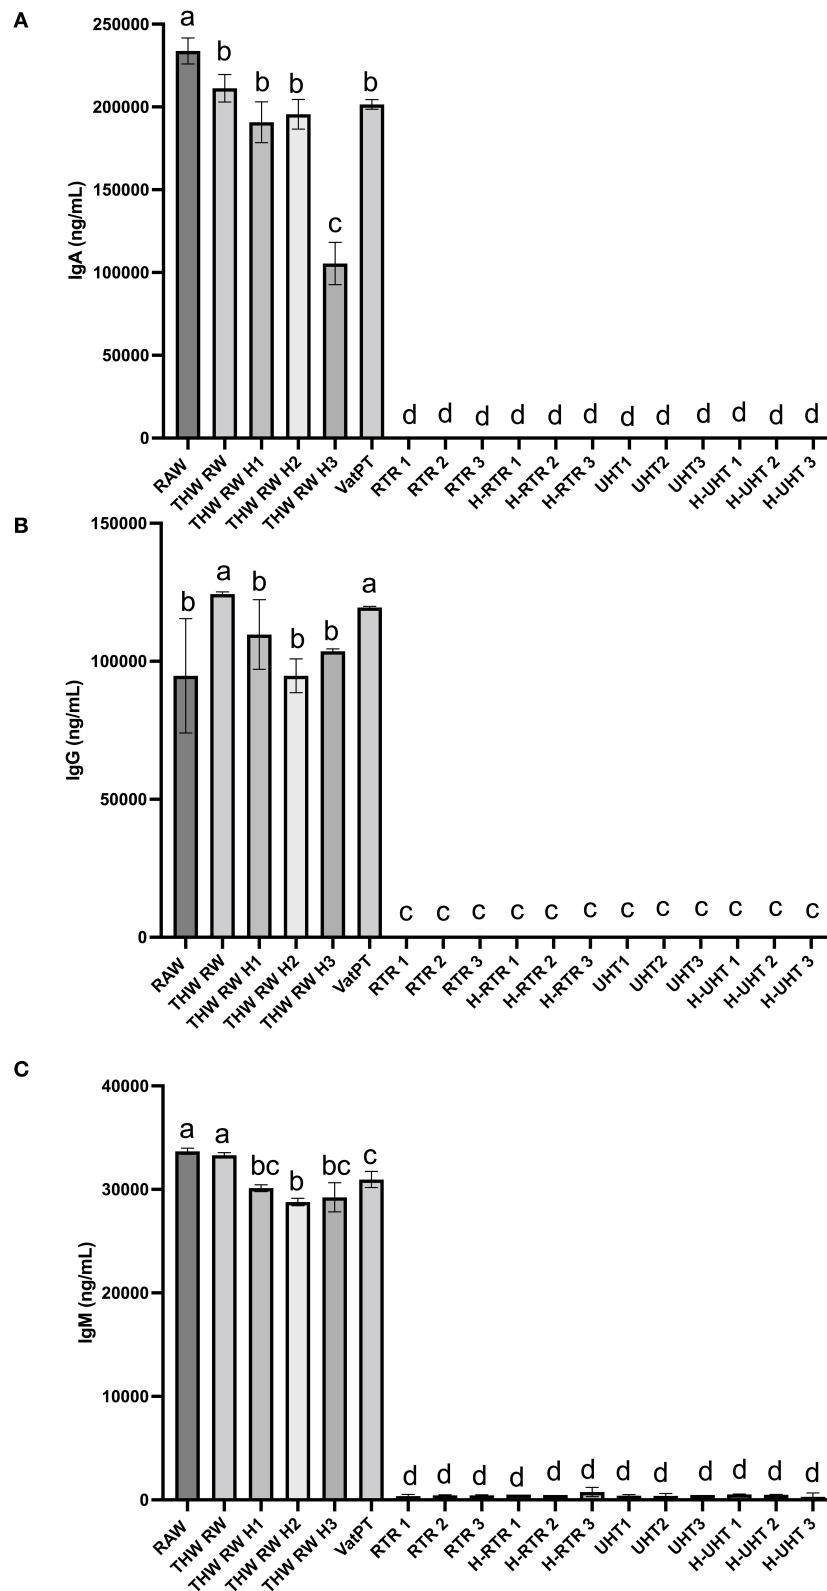 A
IgA (ng/mL)
250000
200000
150000
100000
50000
0
a
b
b
b
c
b
d
d
d
d
d
d
d
d
d
d
d
d
RAW
THW RW
THW RW H1
THW RW H2
THW RW H3
VatPT
RTR 1
RTR 2
RTR 3
H-RTR 1
H-RTR 2
H-RTR 3
UHT1
UHT2
UHT3
H-UHT 1
H-UHT 2
H-UHT 3
B
IgG (ng/mL)
150000
100000
50000
0
b
a
b
b
b
a
c
c
c
c
c
c
c
c
c
c
c
c
RAW
THW RW
THW RW H1
THW RW H2
THW RW H3
VatPT
RTR 1
RTR 2
RTR 3
H-RTR 1
H-RTR 2
H-RTR 3
UHT1
UHT2
UHT3
H-UHT 1
H-UHT 2
H-UHT 3
C
IgM (ng/mL)
40000
30000
20000
10000
0
a
a
bc
b
bc
c
d
d
d
d
d
d
d
d
d
d
d
d
RAW
THW RW
THW RW H1
THW RW H2
THW RW H3
VatPT
RTR 1
RTR 2
RTR 3
H-RTR 1
H-RTR 2
H-RTR 3
UHT1
UHT2
UHT3
H-UHT 1
H-UHT 2
H-UHT 3